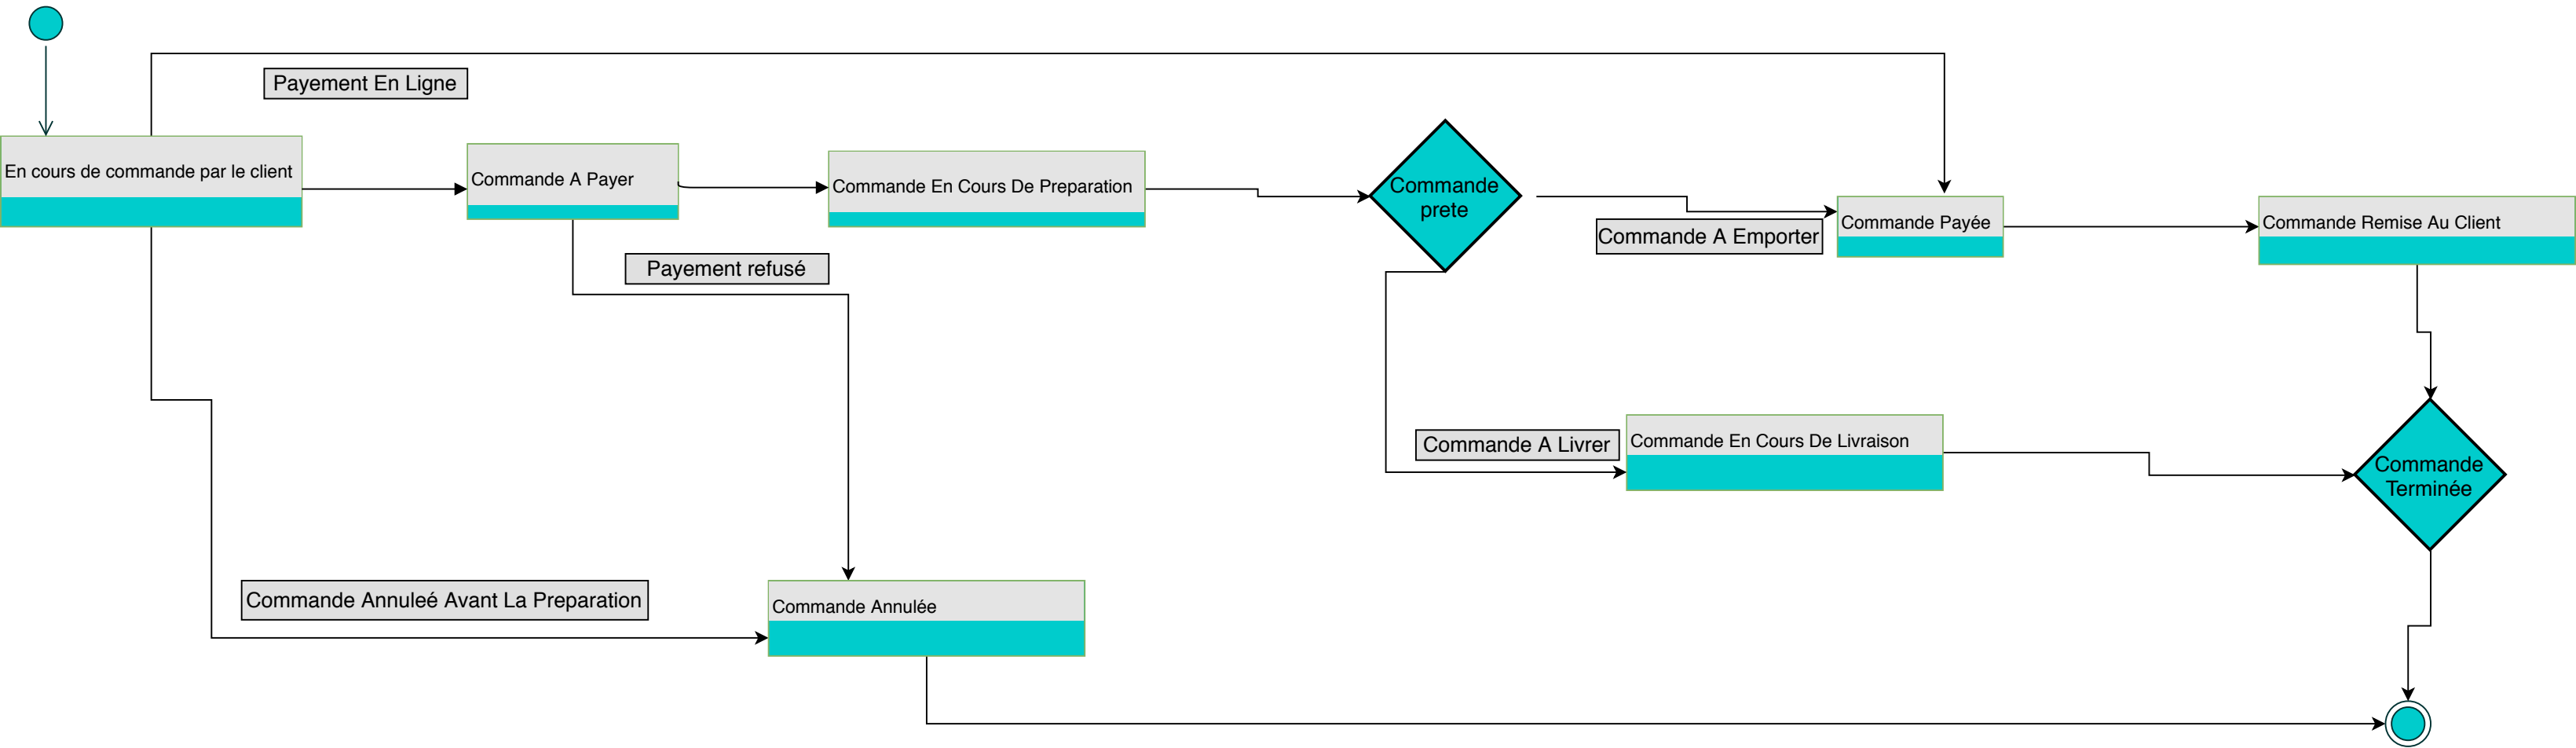 Payement En Ligne
En cours de commande par le client
Commande A Payer
Commande En Cours De Preparation
Commande
prete
Commande A Emporter
Commande Payée
Commande Remise Au Client
Payement refusé
Commande A Livrer
Commande En Cours De Livraison
Commande
Terminée
Commande Annuleé Avant La Preparation
Commande Annulée